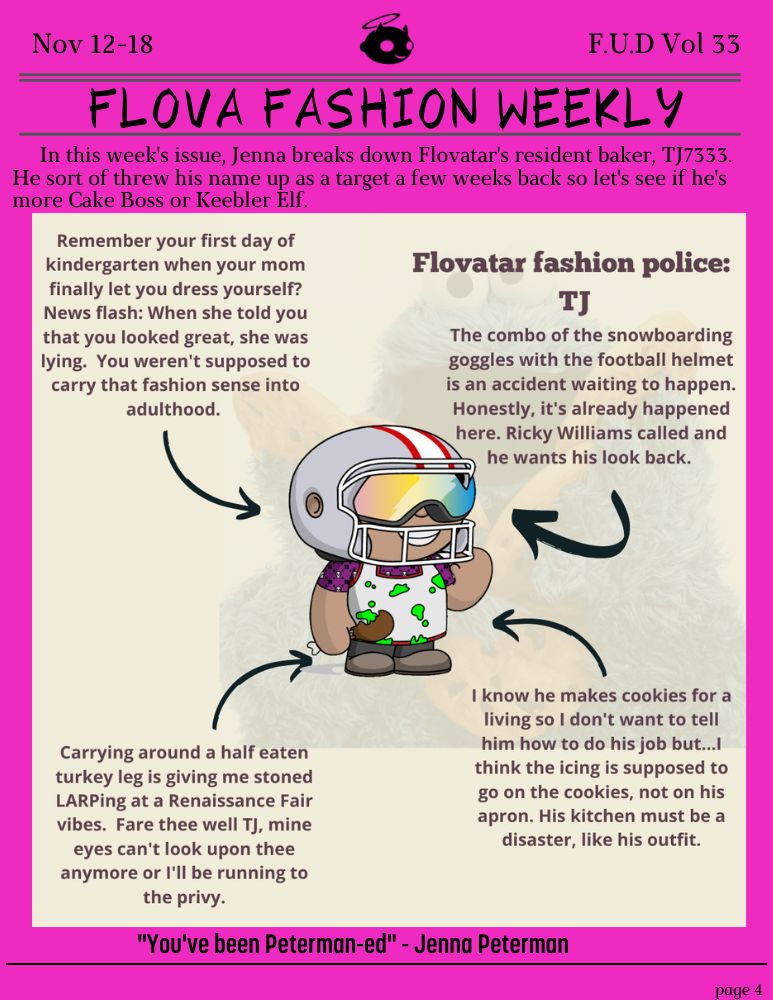 Nov 12-18
F.U.D Vol 33
FLOVA FASHION WEEKLY
In this week's issue, Jenna breaks down Flovatar's resident baker, TJ7333.
He sort of threw his name up as a target a few weeks back so let's see if he's
more Cake Boss or Keebler Elf.
Remember your first day of
kindergarten when your mom
finally let you dress yourself?
News flash: When she told you
that you looked great, she was
lying.  You weren't supposed to
carry that fashion sense into
adulthood.
Flovatar fashion police:
TJ
The combo of the snowboarding
goggles with the football helmet
is an accident waiting to happen.
Honestly, it's already happened
here. Ricky Williams called and
he wants his look back.
Carrying around a half eaten
turkey leg is giving me stoned
LARPing at a Renaissance Fair
vibes.  Fare thee well TJ, mine
eyes can't look upon thee
anymore or I'll be running to
the privy.
I know he makes cookies for a
living so I don't want to tell
him how to do his job but...I
think the icing is supposed to
go on the cookies, not on his
apron. His kitchen must be a
disaster, like his outfit.
"You've been Peterman-ed" - Jenna Peterman
page 4